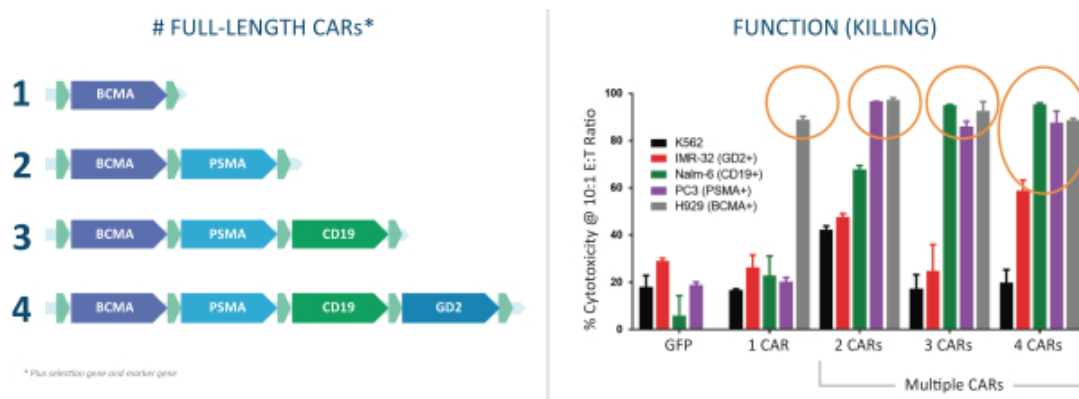 # FULL-LENGTH CARs*
1
BCMA
2
BCMA PSMA
3
BCMA PSMA CD19
4
BCMA PSMA CD19 GD2
* Plus selection gene and marker gene
FUNCTION (KILLING)
% Cytotoxicity @ 10:1 E:T Ratio
100
80
60
40
20
0
K562
IMR-32 (GD2+)
Nalm-6 (CD19+)
PC3 (PSMA+)
H929 (BCMA+)
GFP 1 CAR 2 CARs 3 CARs 4 CARs
Multiple CARs